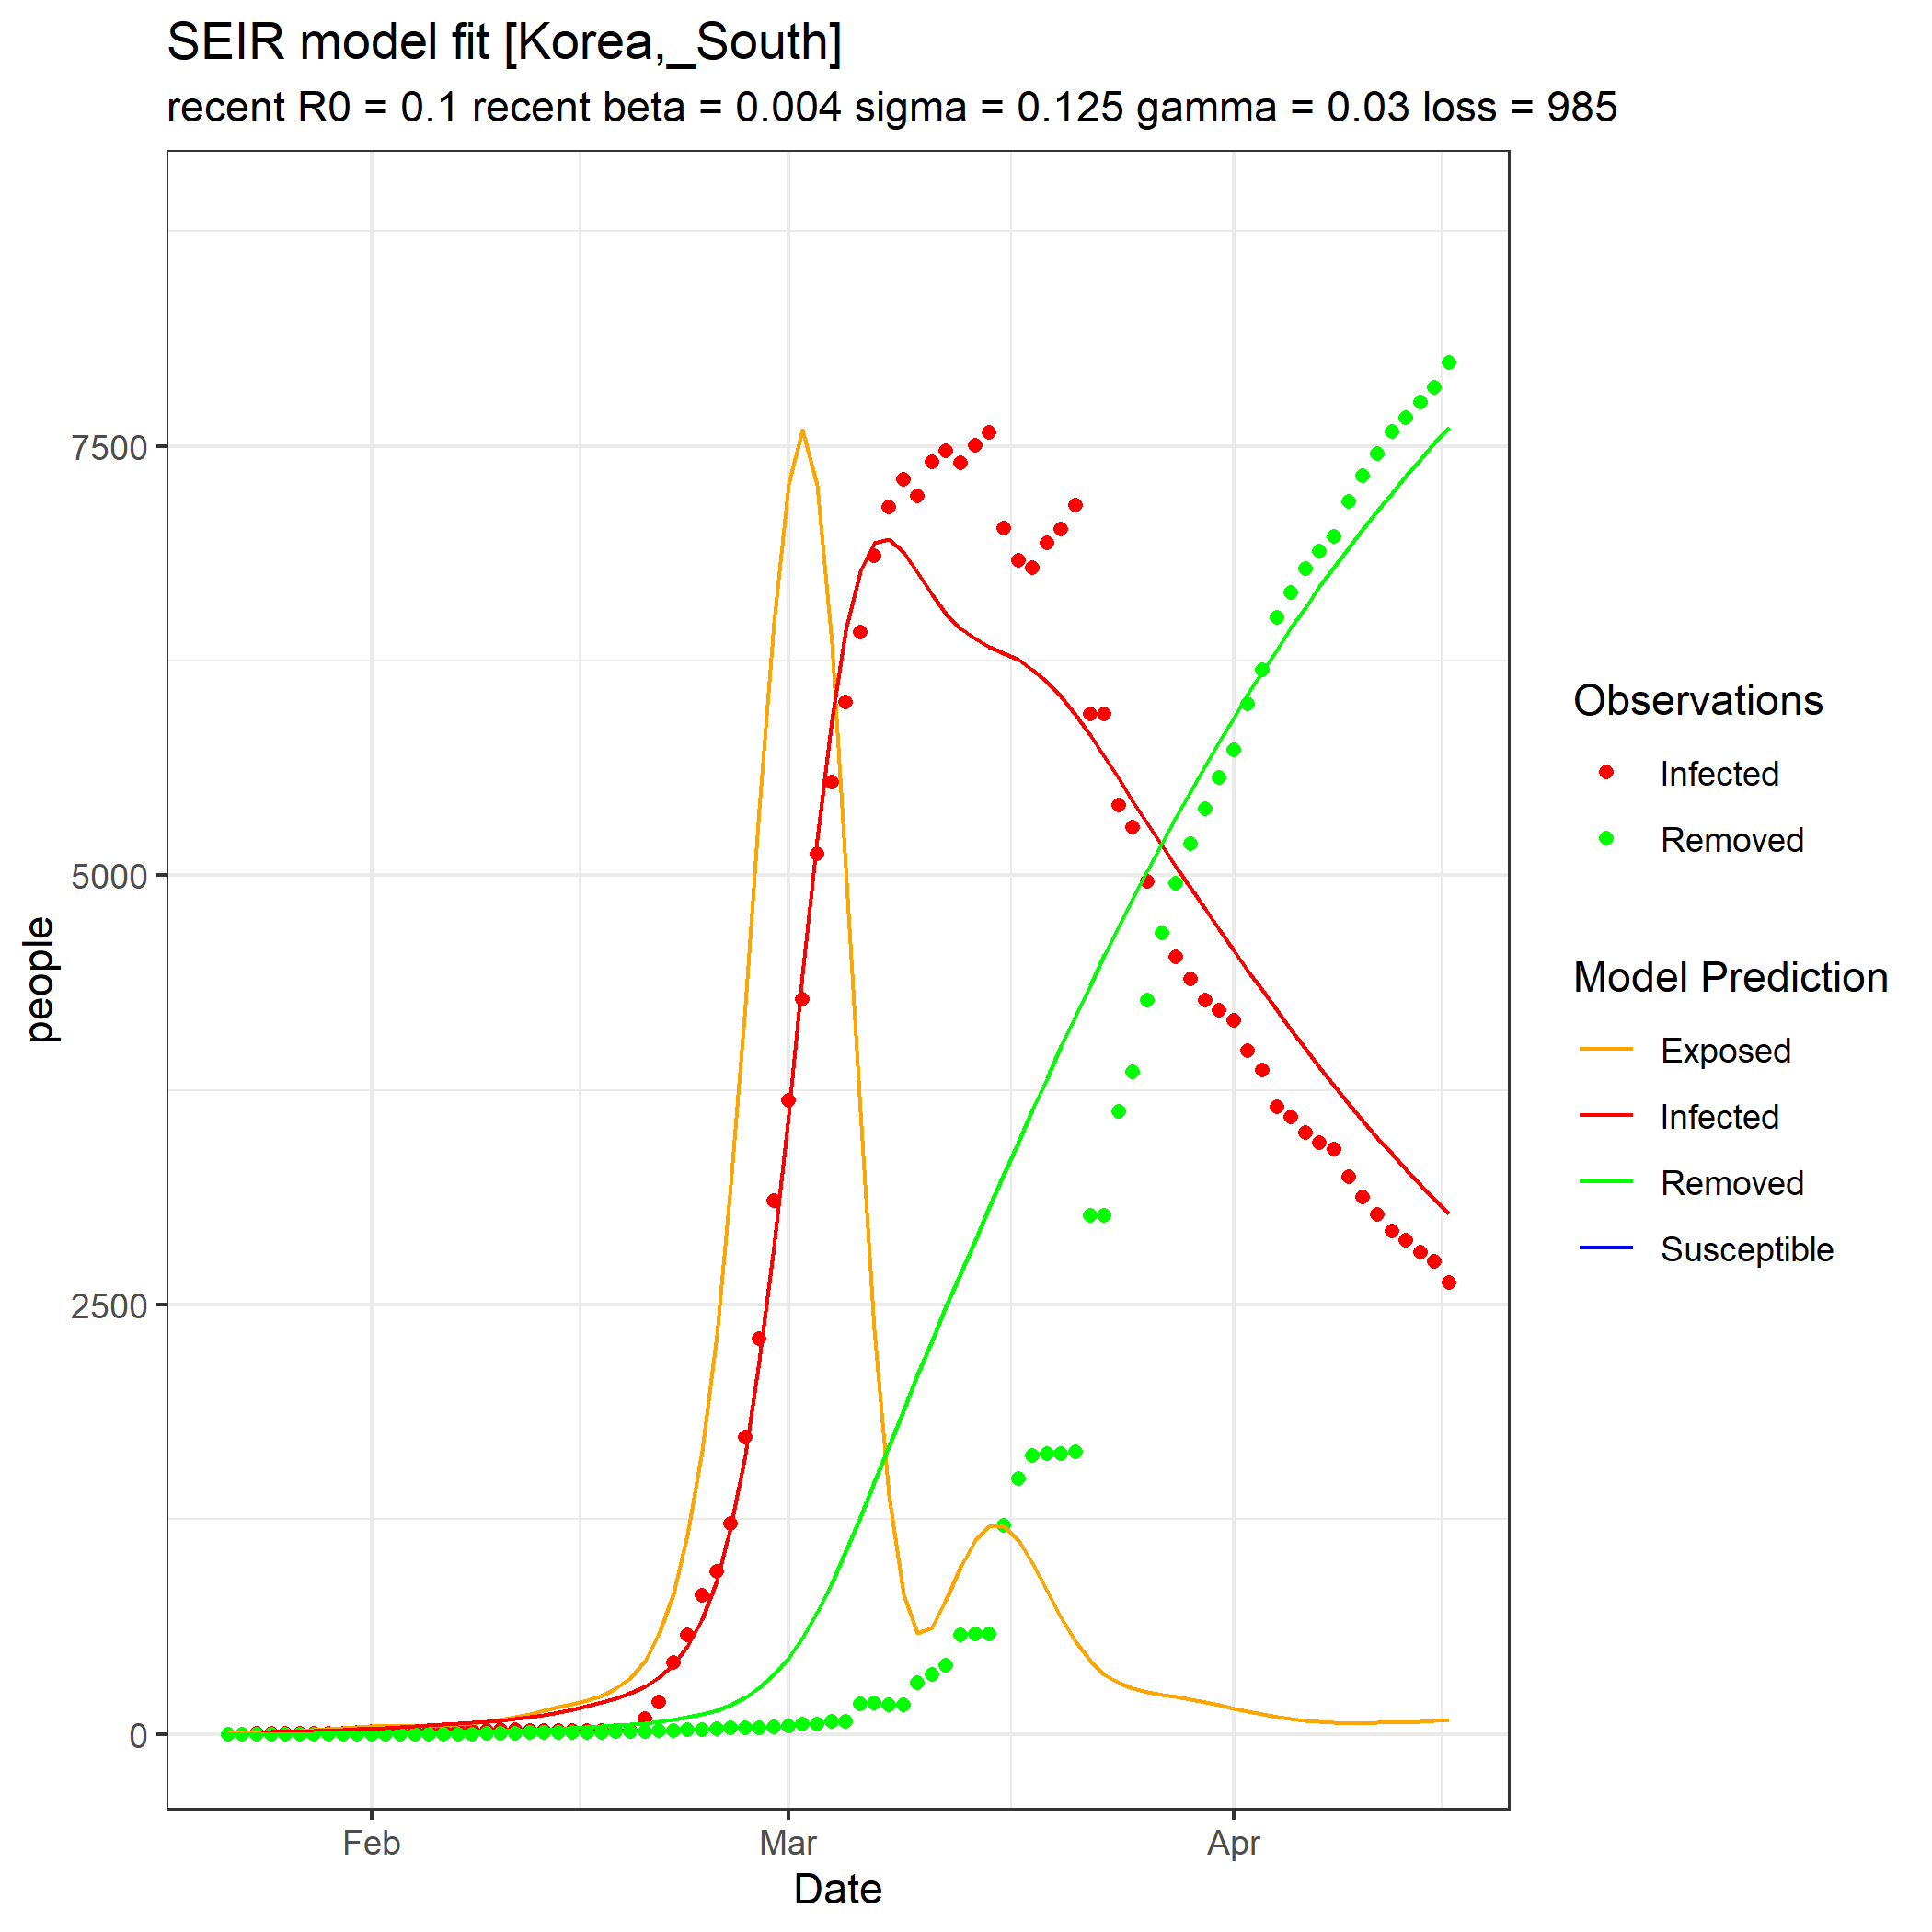 SEIR model fit [Korea,_South]
recent R0 = 0.1 recent beta = 0.004 sigma = 0.125 gamma = 0.03 loss = 985
people
7500
5000
2500
0
Feb
Mar
Apr
Date
Observations
Infected
Removed
Model Prediction
Exposed
Infected
Removed
Susceptible